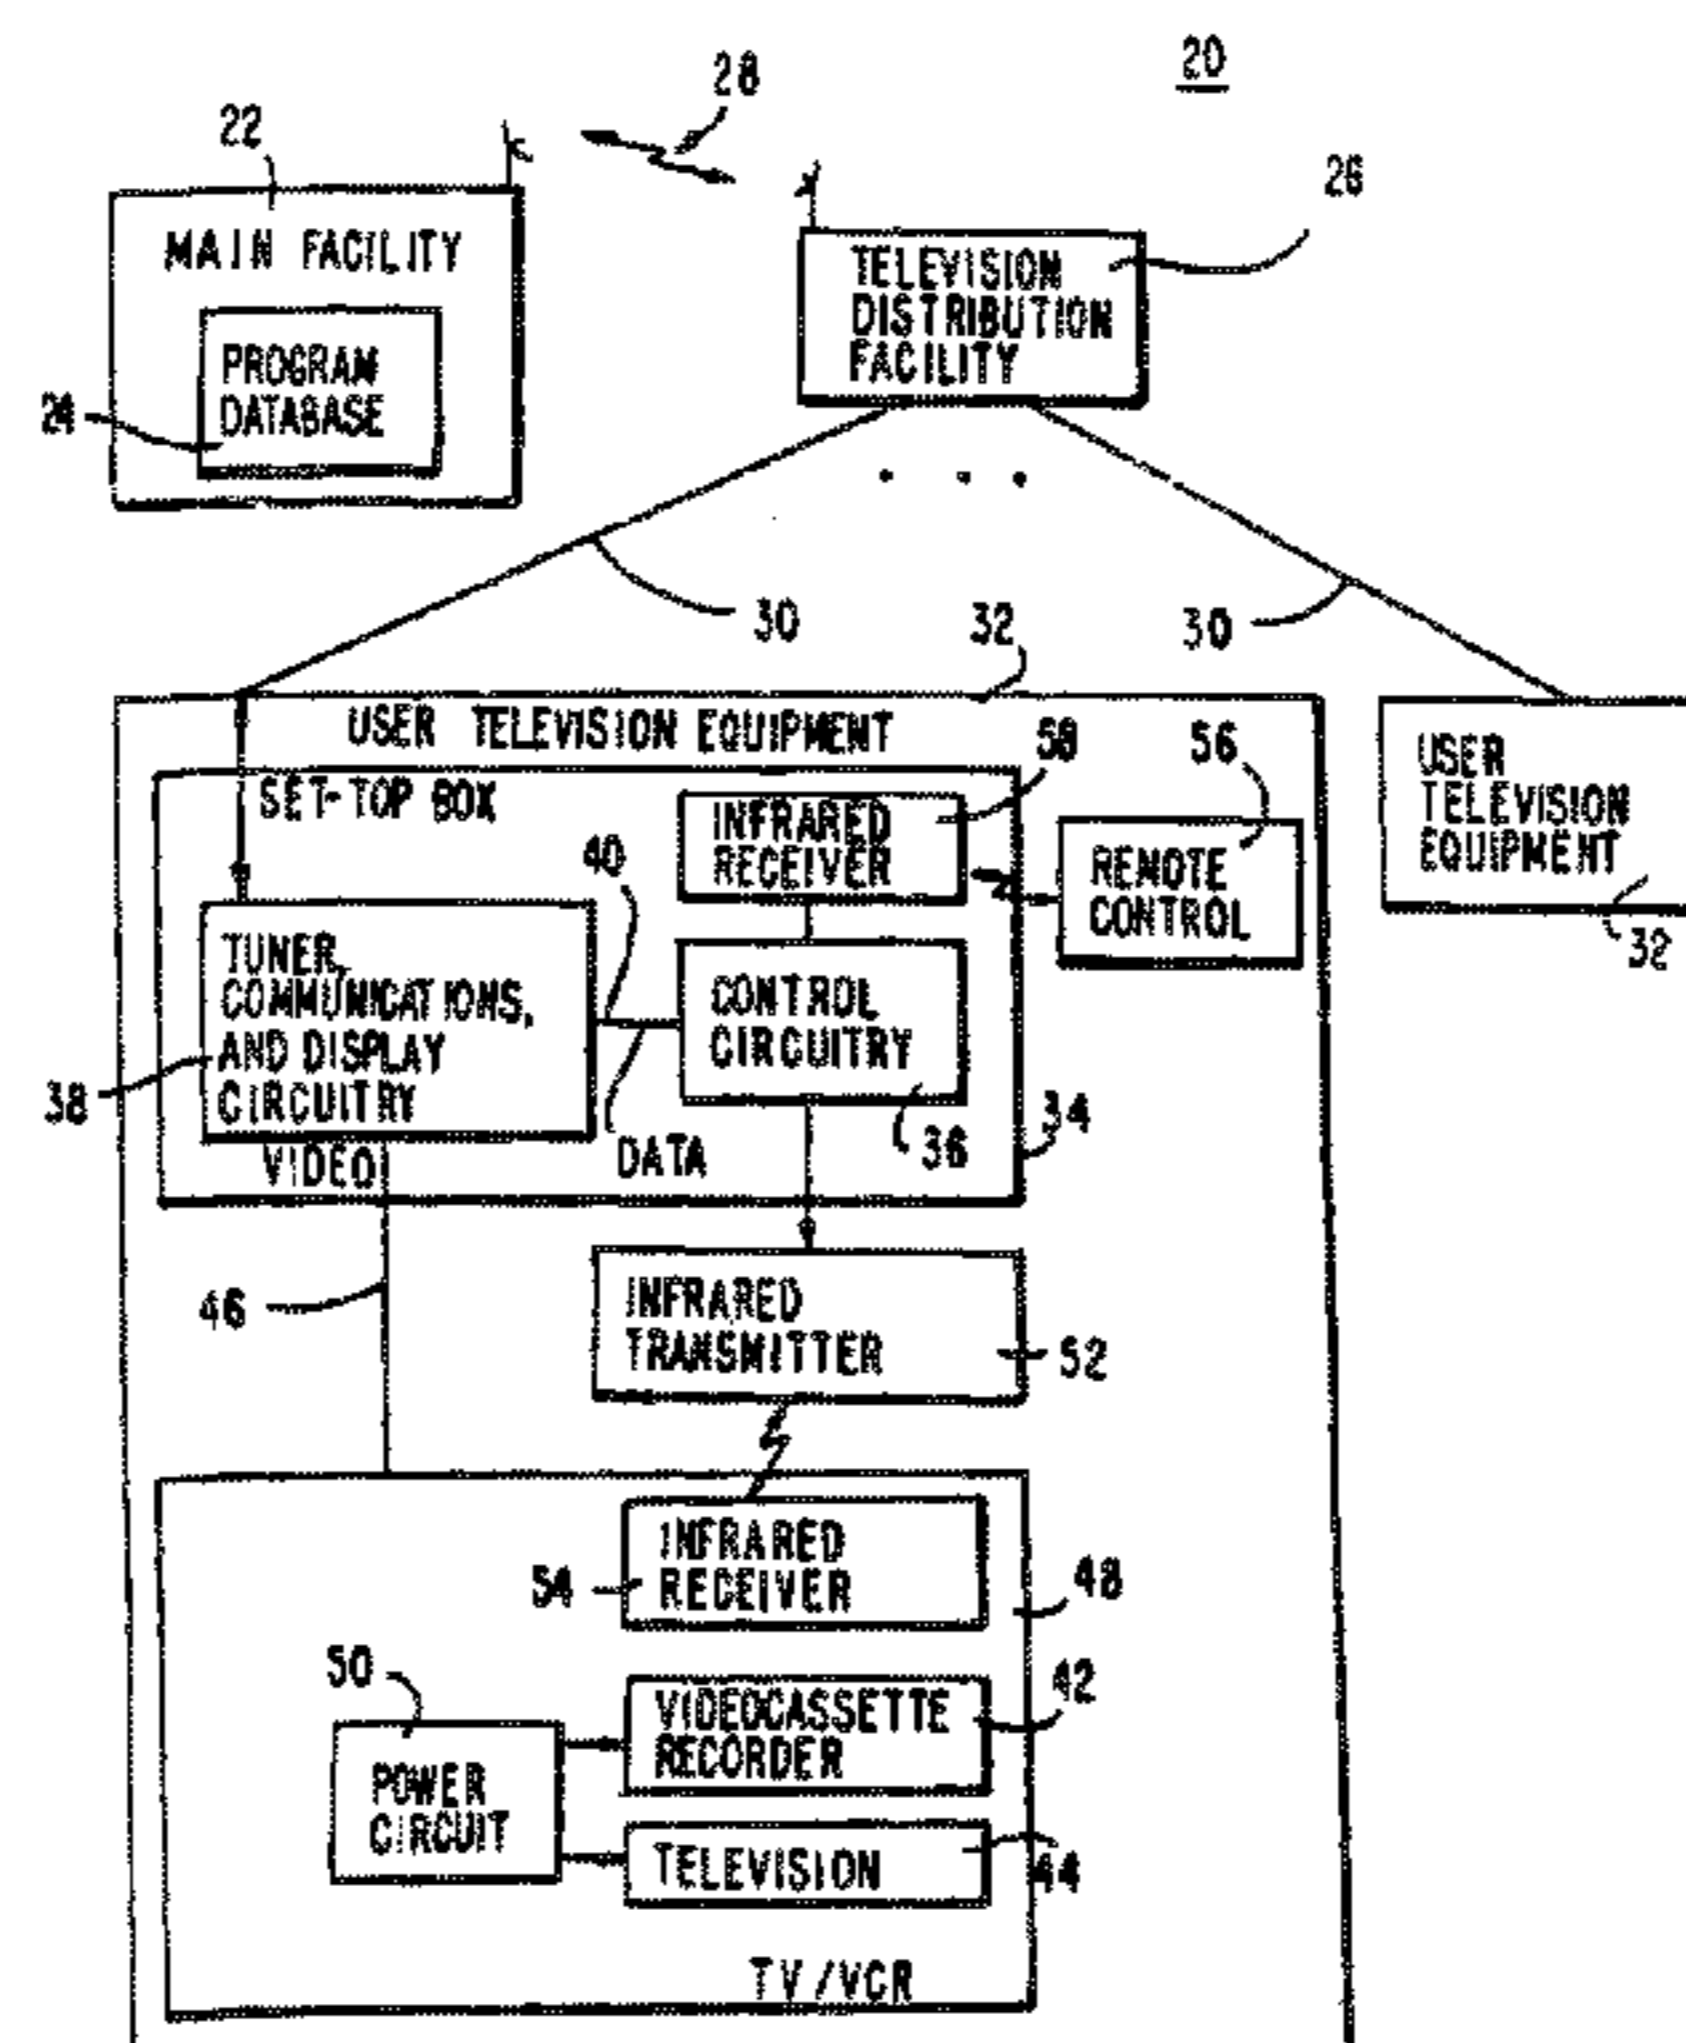 20
28
22
26
MAIN FACILITY
TELEVISION
DISTRIBUTION
FACILITY
PROGRAM
DATABASE
24
30
30
32
USER TELEVISION EQUIPMENT
58
56
SET-TOP BOX
INFRARED
RECEIVER
40
REMOTE
CONTROL
USER
TELEVISION
EQUIPMENT
32
TUNER,
COMMUNICATIONS,
AND DISPLAY
CIRCUITRY
CONTROL
CIRCUITRY
38
36
34
VIDEO
DATA
46
INFRARED
TRANSMITTER
52
INFRARED
RECEIVER
54
48
50
42
VIDEOCASSETTE
RECORDER
POWER
CIRCUIT
TELEVISION
44
TV/VCR